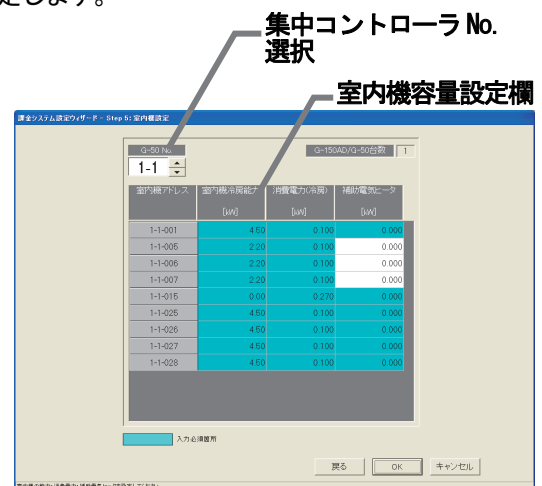 定します。
集中コントローラ No.
選択
室内機容量設定欄
課金システム設定ウィザード - Step 5: 室内機設定
G-50 No.
G-150AD/G-50台数 1
1-1
室内機アドレス 室内機冷房能ナ 消費電力(冷房) 補助電気ヒータ
[kW] [kW] [kW]
1-1-001 4.50 0.100 0.000
1-1-005 2.20 0.100 0.000
1-1-006 2.20 0.100 0.000
1-1-007 2.20 0.100 0.000
1-1-015 0.00 0.270 0.000
1-1-025 4.50 0.100 0.000
1-1-026 4.50 0.100 0.000
1-1-027 4.50 0.100 0.000
1-1-028 4.50 0.100 0.000
入力必須箇所
戻る OK キャンセル